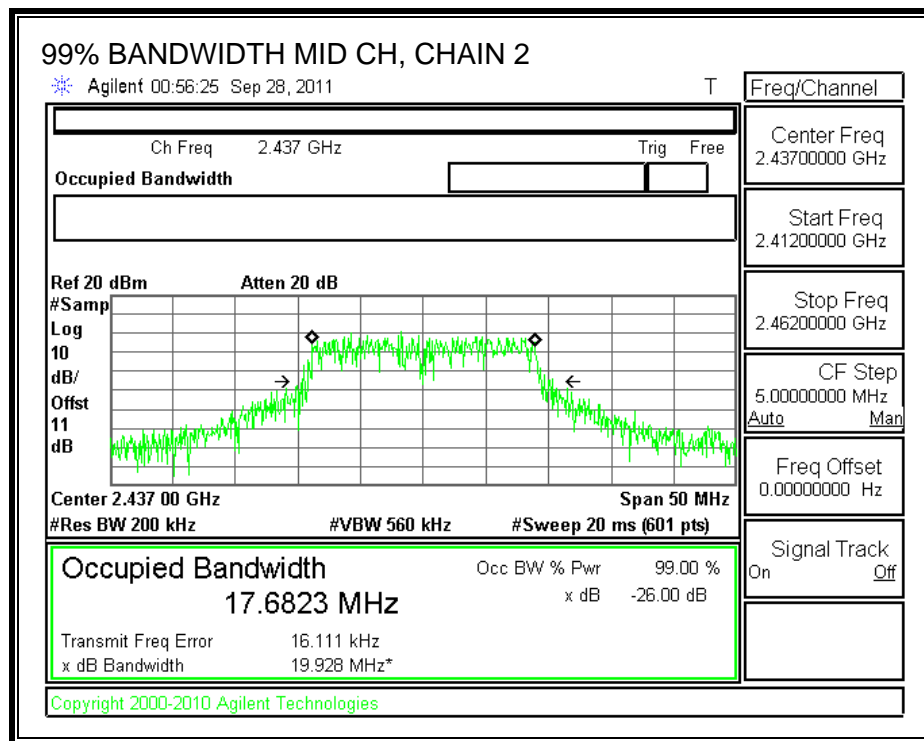 99% BANDWIDTH MID CH, CHAIN 2
Agilent 00:56:25 Sep 28, 2011 T
Freq/Channel
Ch Freq 2.437 GHz Trig Free
Occupied Bandwidth
Center Freq
2.43700000 GHz
Start Freq
2.41200000 GHz
Stop Freq
2.46200000 GHz
CF Step
5.00000000 MHz
Auto Man
Freq Offset
0.00000000 Hz
Signal Track
On Off
Ref 20 dBm Atten 20 dB
#Samp
Log
10
dB/
Offst
11
dB
Center 2.437 00 GHz Span 50 MHz
#Res BW 200 kHz #VBW 560 kHz #Sweep 20 ms (601 pts)
Occupied Bandwidth Occ BW % Pwr 99.00 %
17.6823 MHz x dB -26.00 dB
Transmit Freq Error 16.111 kHz
x dB Bandwidth 19.928 MHz*
Copyright 2000-2010 Agilent Technologies